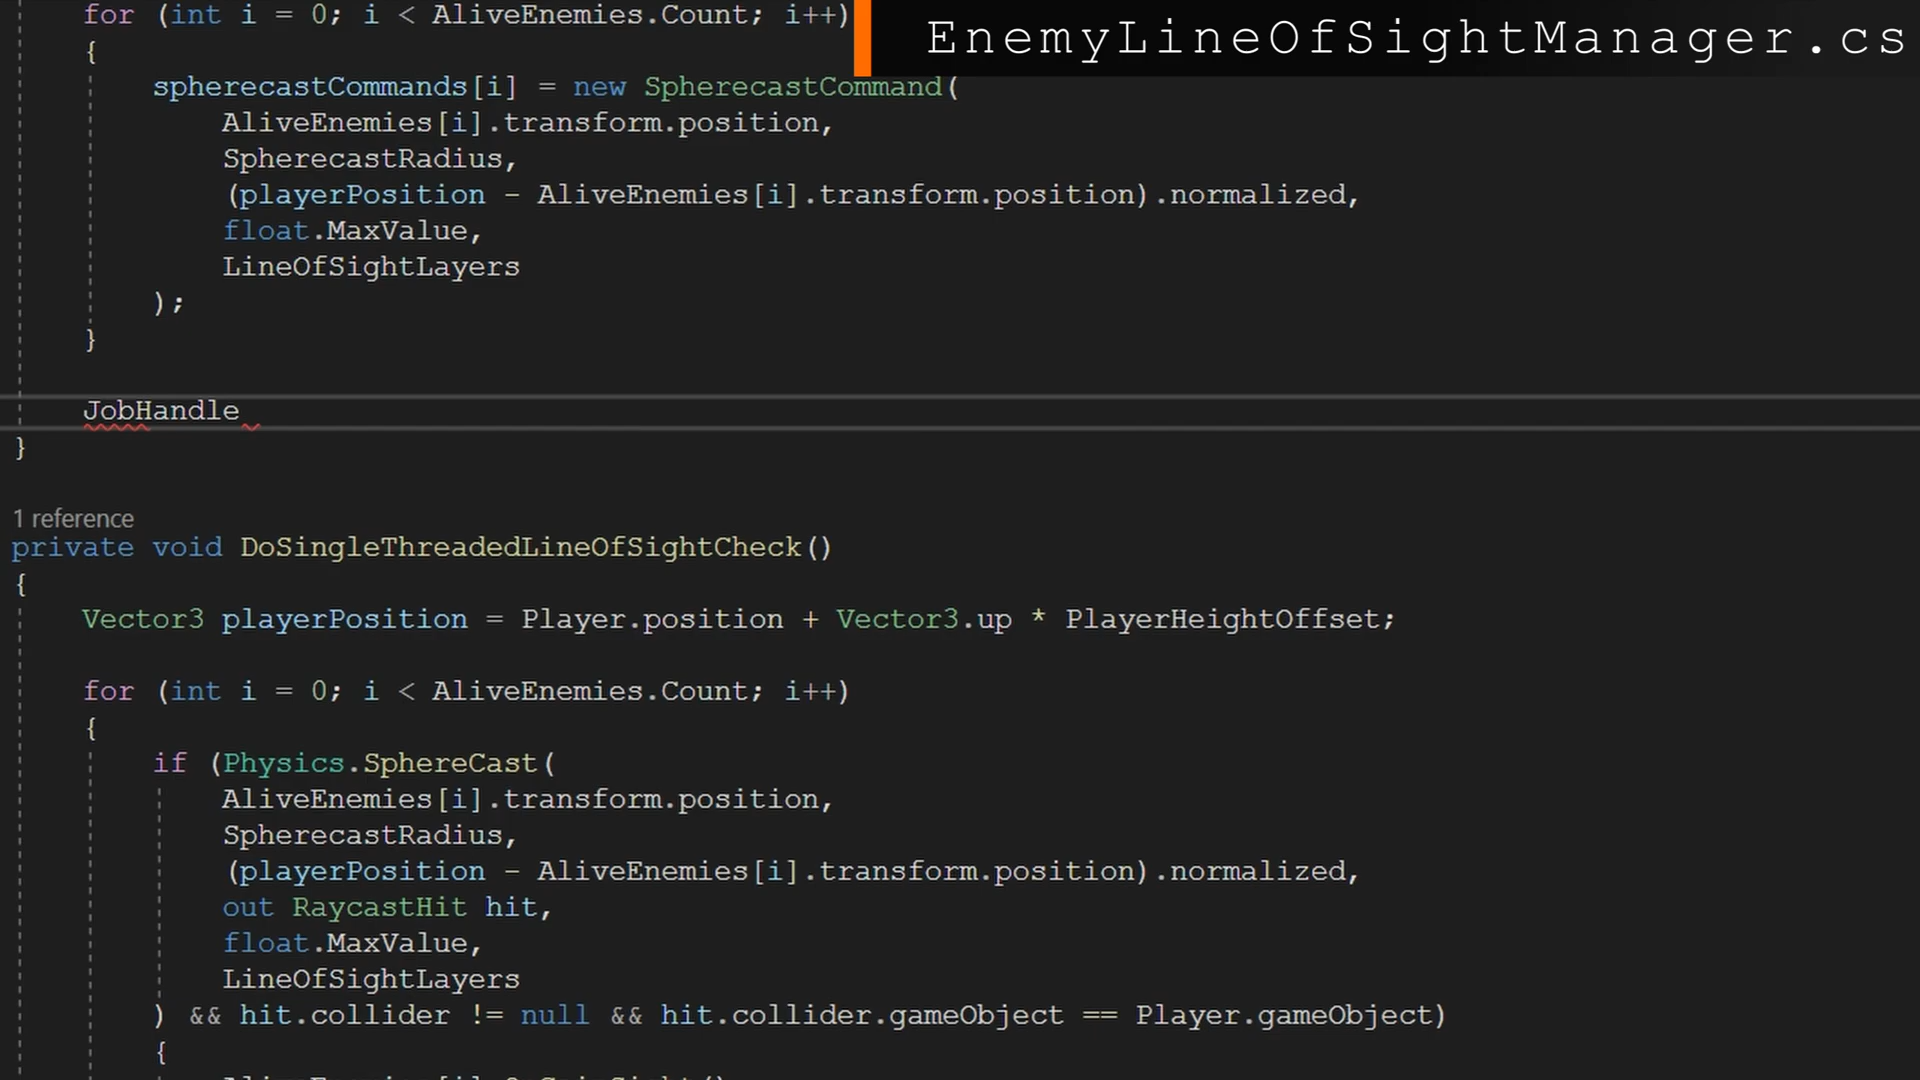 for (int i = 0; i < AliveEnemies.Count; i++)
EnemyLineOfSightManager.cs
{
spherecastCommands[i] = new SpherecastCommand(
AliveEnemies[i].transform.position,
SpherecastRadius,
(playerPosition - AliveEnemies[i].transform.position).normalized,
float.MaxValue,
LineOfSightLayers
);
}
JobHandle
}
1 reference
private void DoSingleThreadedLineOfSightCheck()
{
Vector3 playerPosition = Player.position + Vector3.up * PlayerHeightOffset;
for (int i = 0; i < AliveEnemies.Count; i++)
{
if (Physics.SphereCast(
AliveEnemies[i].transform.position,
SpherecastRadius,
(playerPosition - AliveEnemies[i].transform.position).normalized,
out RaycastHit hit,
float.MaxValue,
LineOfSightLayers
) && hit.collider != null && hit.collider.gameObject == Player.gameObject)
{